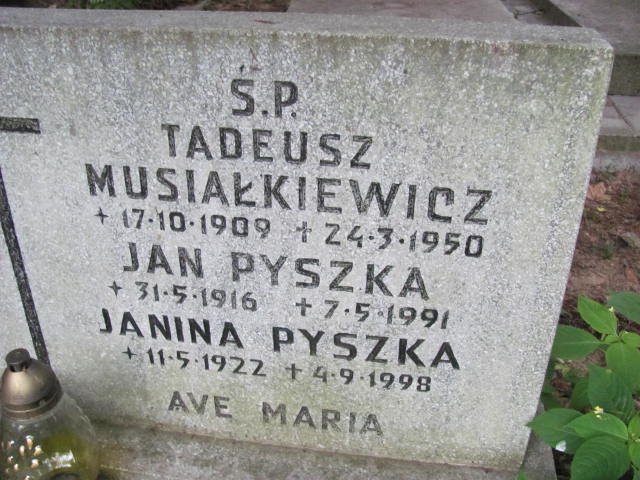 Ś.P.
TADEUSZ
MUSIAŁKIEWICZ
+ 17·10·1909 + 24·3·1950
JAN PYSZKA
+ 31·5·1916 + 7·5·1991
JANINA PYSZKA
+ 11·5·1922 + 4·9·1998
AVE MARIA